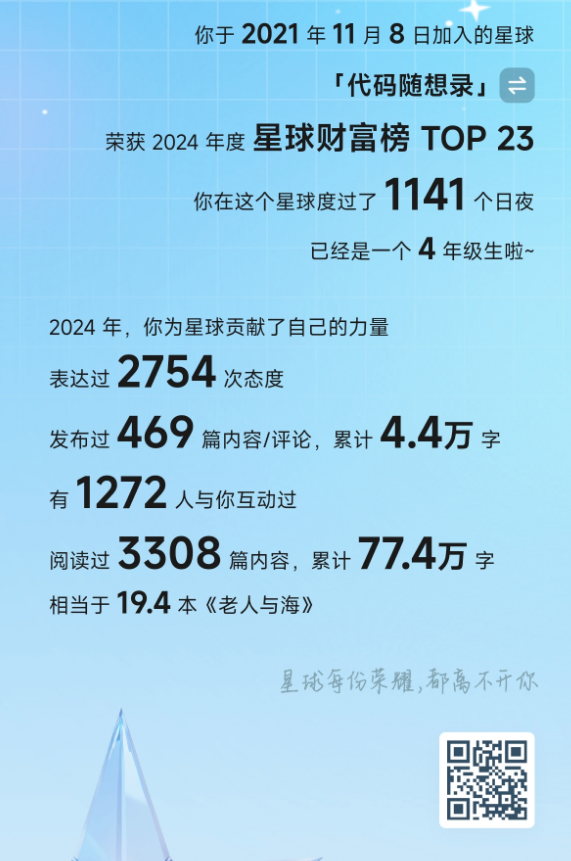 你于 2021 年 11 月 8 日加入的星球
「代码随想录」
荣获 2024 年度 星球财富榜 TOP 23
你在这个星球度过了 1141 个日夜
已经是一个 4 年级生啦~
2024 年，你为星球贡献了自己的力量
表达过 2754 次态度
发布过 469 篇内容/评论，累计 4.4万 字
有 1272 人与你互动过
阅读过 3308 篇内容，累计 77.4万 字
相当于 19.4 本《老人与海》
星球每份荣耀，都离不开你